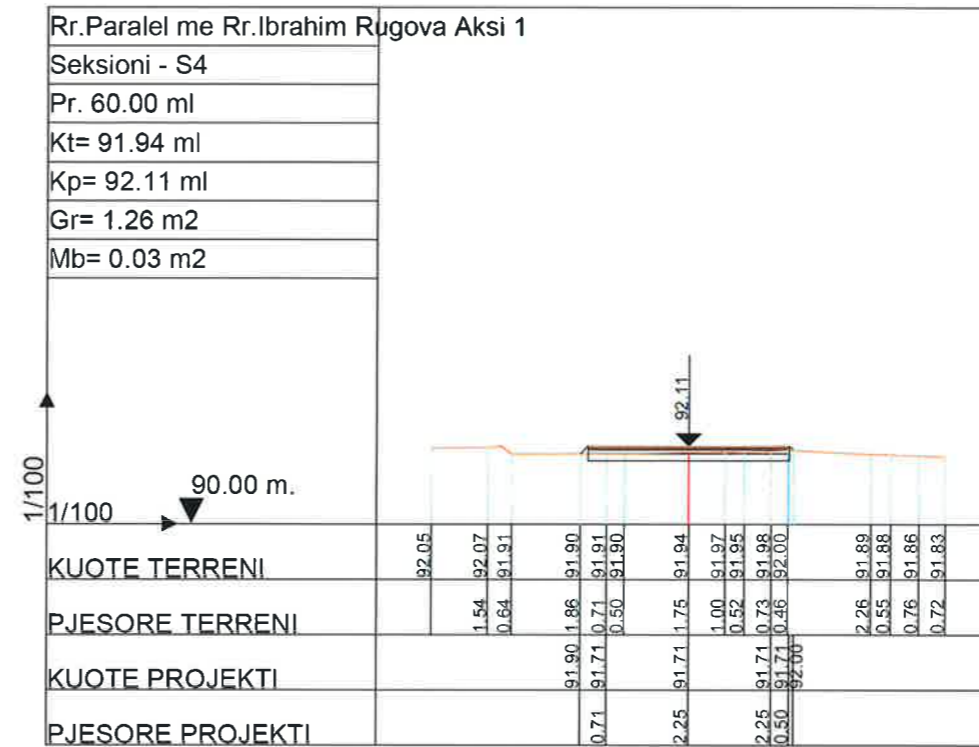 Rr.Paralel me Rr.Ibrahim Rugova Aksi 1
Seksioni - S4
Pr. 60.00 ml
Kt= 91.94 ml
Kp= 92.11 ml
Gr= 1.26 m2
Mb= 0.03 m2
92.11
1/100
90.00 m.
1/100
KUOTE TERRENI 92.05 92.07 91.91 91.90 91.91 91.90 91.94 91.97 91.95 91.98 92.00 91.89 91.88 91.86 91.83
PJESORE TERRENI 1.54 0.64 1.86 0.71 0.50 1.75 1.00 0.52 0.73 0.46 2.26 0.55 0.76 0.72
KUOTE PROJEKTI 91.90 91.71 91.71 91.71 91.71 92.00
PJESORE PROJEKTI 0.71 2.25 2.25 0.50